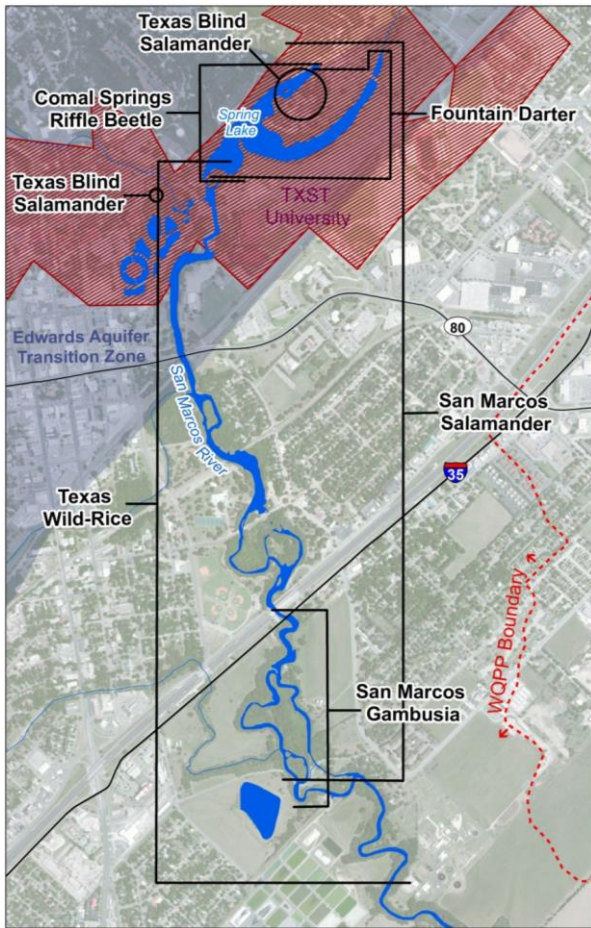 Texas Blind
Salamander
Comal Springs
Riffle Beetle
Spring
Lake
Fountain Darter
Texas Blind
Salamander
TXST
University
Edwards Aquifer
Transition Zone
80
San Marcos River
San Marcos
Salamander
35
Texas
Wild-Rice
WQPP Boundary
San Marcos
Gambusia